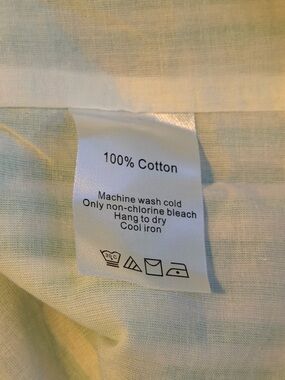 100% Cotton
Machine wash cold
Only non-chlorine bleach
Hang to dry
Cool iron